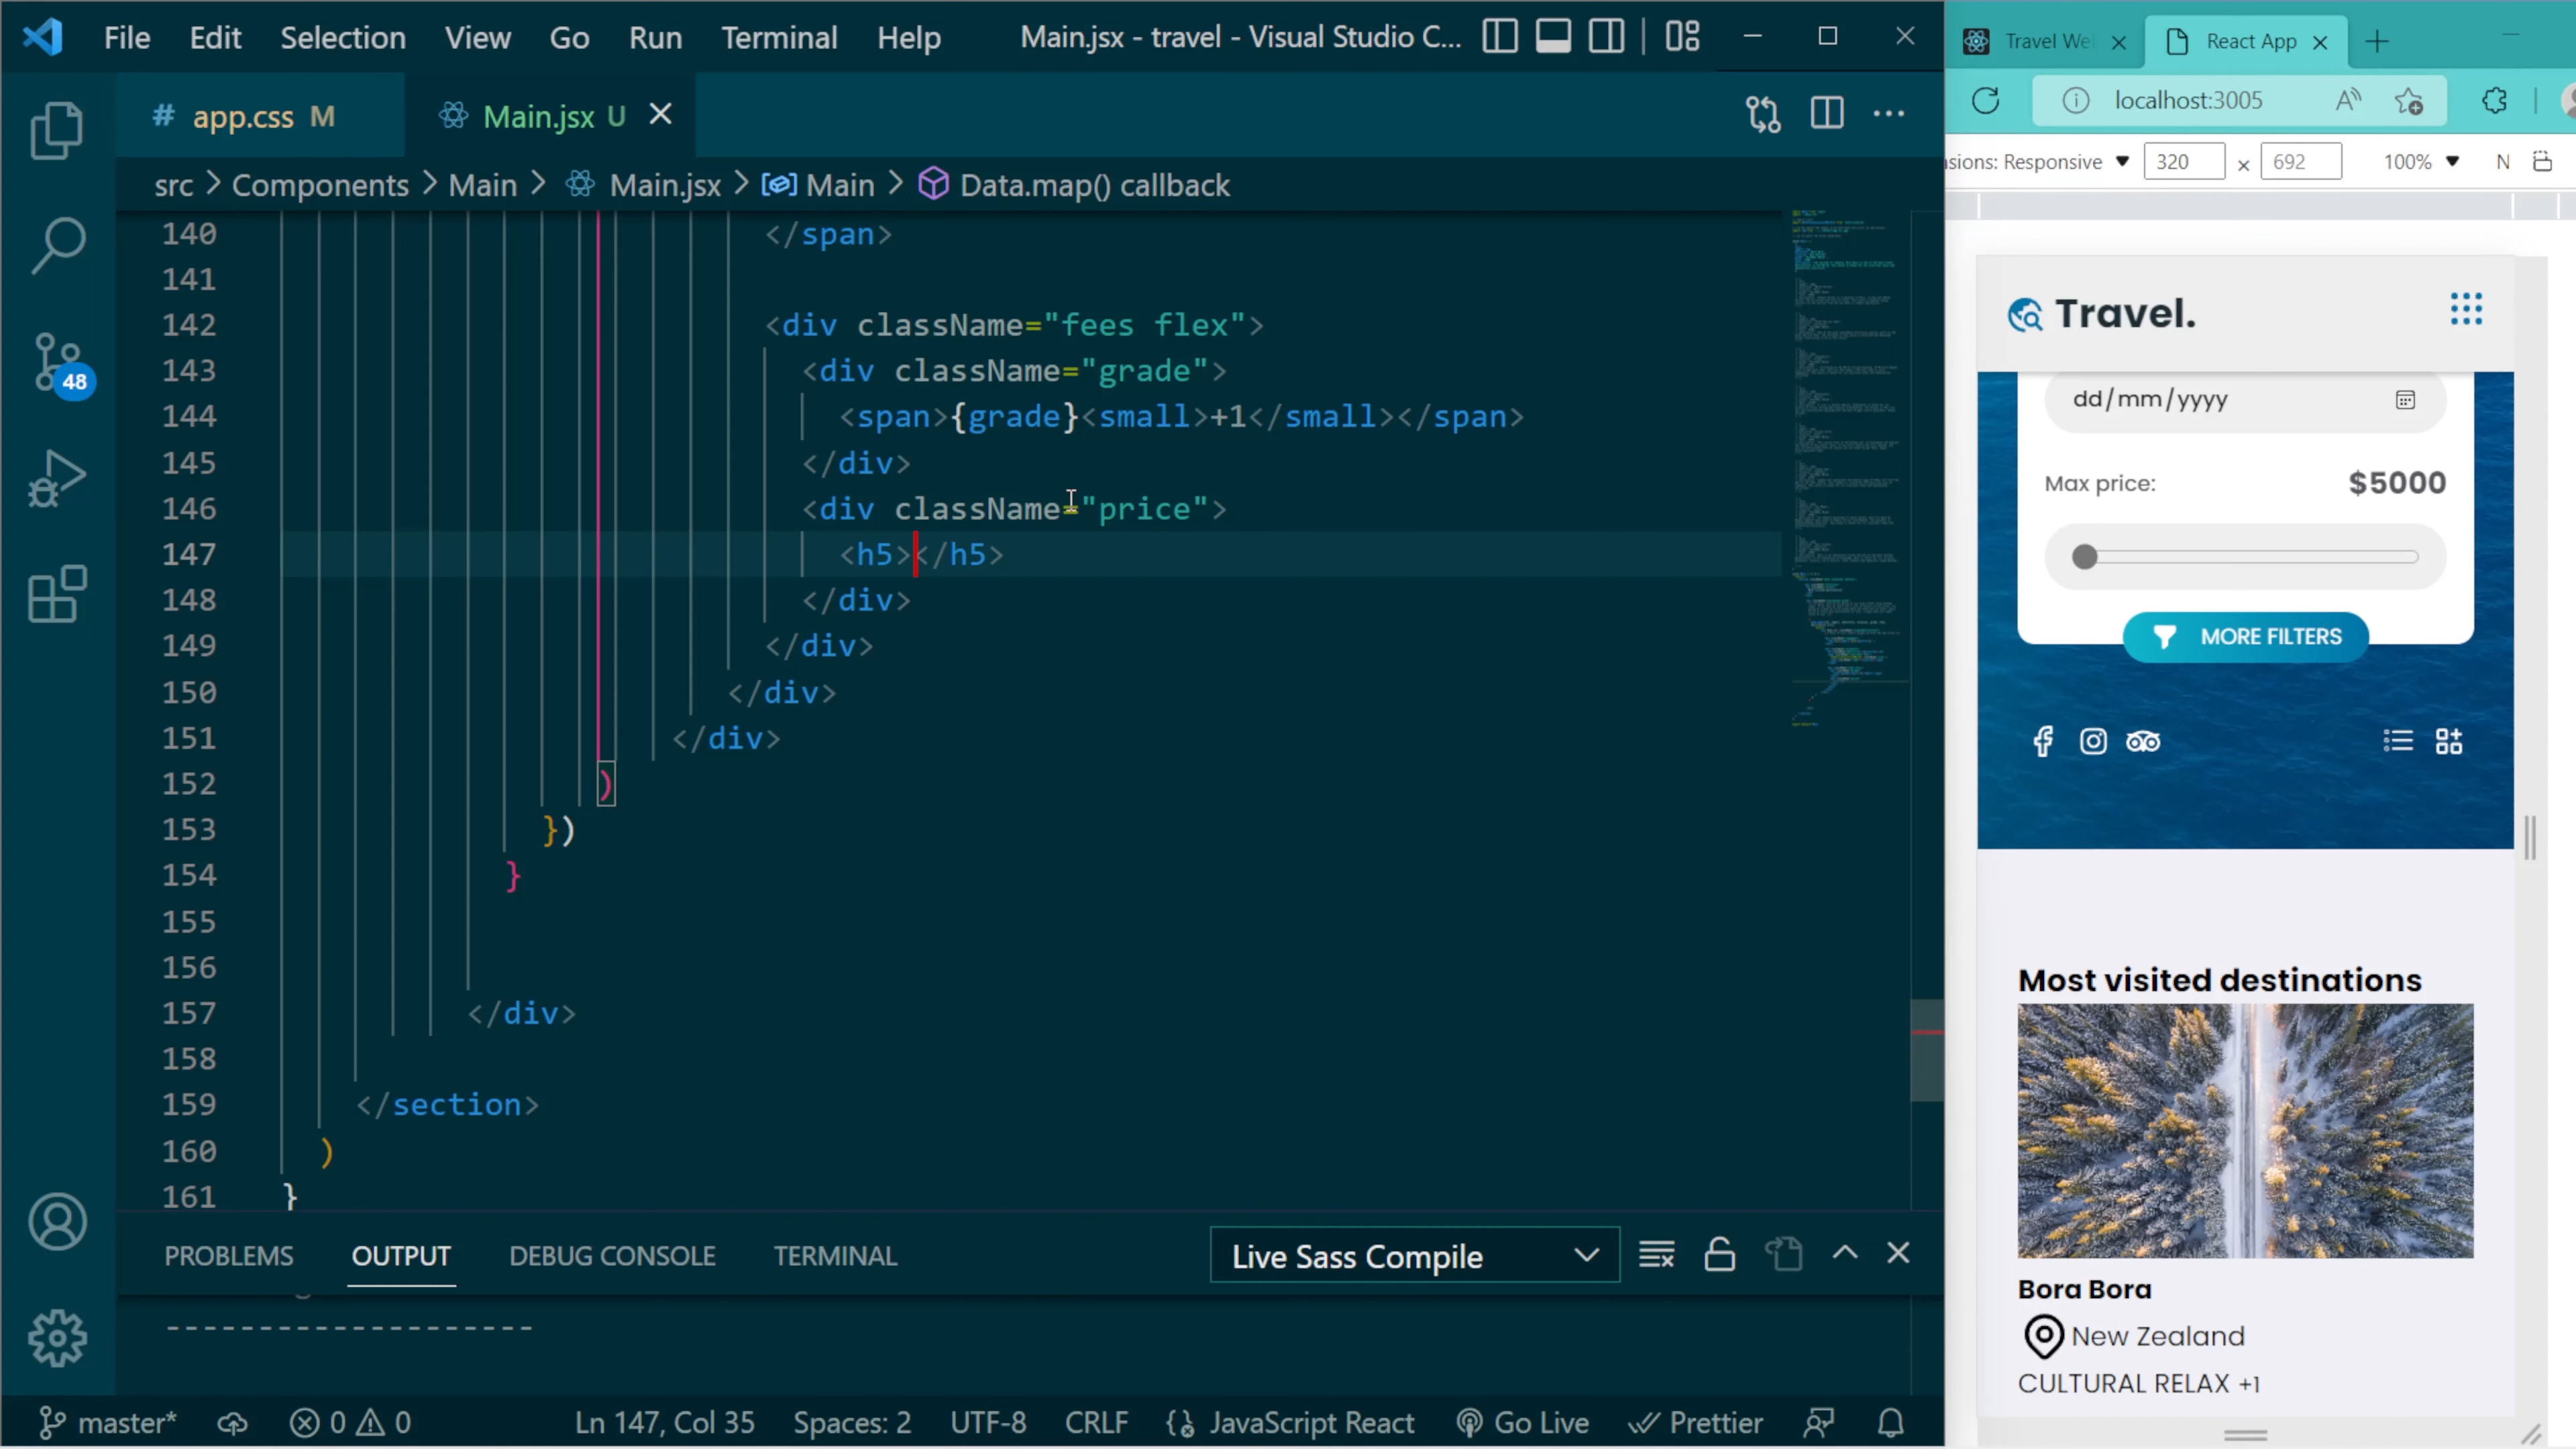 File Edit Selection View Go Run Terminal Help Main.jsx - travel - Visual Studio C...
# app.css M Main.jsx U
src > Components > Main > Main.jsx > Main > Data.map() callback
140 </span>
141
142 <div className="fees flex">
143 <div className="grade">
144 <span>{grade}<small>+1</small></span>
145 </div>
146 <div className="price">
147 <h5></h5>
148 </div>
149 </div>
150 </div>
151 </div>
152 )
153 })
154 }
155
156
157 </div>
158
159 </section>
160 )
161 }
48
PROBLEMS OUTPUT DEBUG CONSOLE TERMINAL Live Sass Compile
--------------------
master* 0 0 Ln 147, Col 35 Spaces: 2 UTF-8 CRLF JavaScript React Go Live Prettier
Travel We React App
localhost:3005
sions: Responsive 320 × 692 100% N
Travel.
dd/mm/yyyy
Max price: $5000
MORE FILTERS
Most visited destinations
Bora Bora
New Zealand
CULTURAL RELAX +1